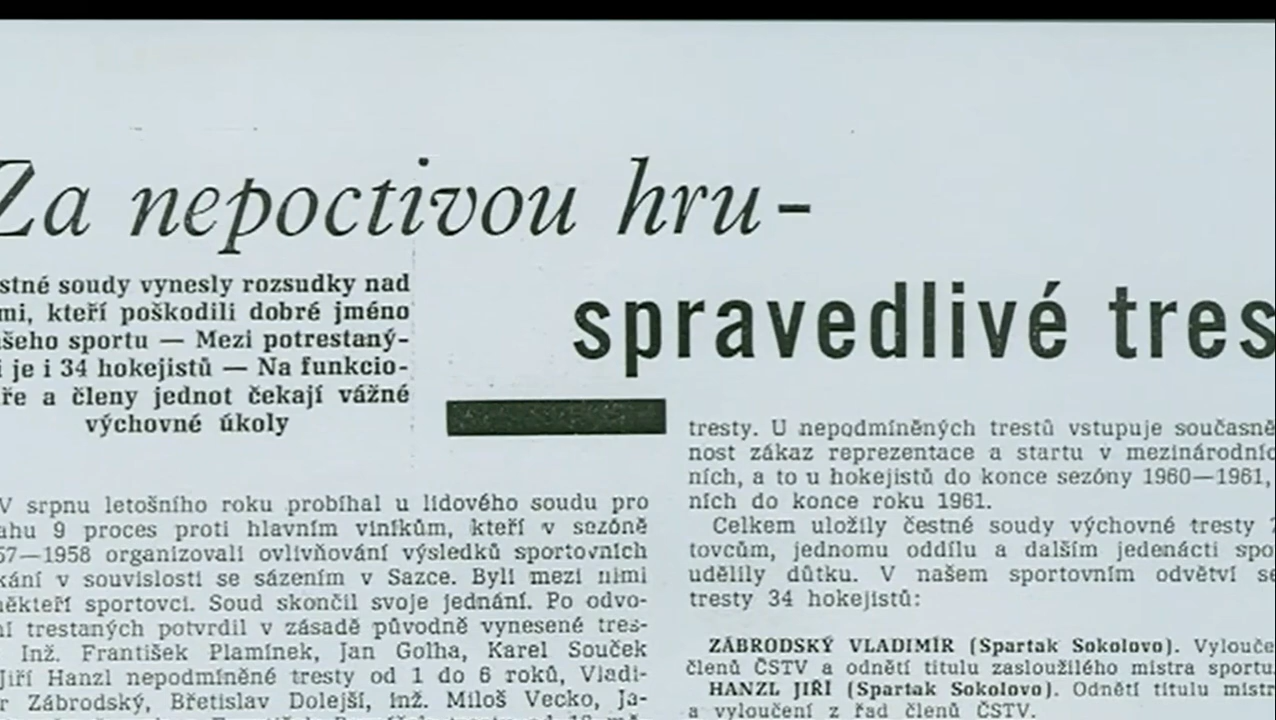 Za nepoctivou hru -
spravedlivé
stné soudy vynesly rozsudky nad
mi, kteří poškodili dobré jméno
šeho sportu — Mezi potrestaný-
i je i 34 hokejistů — Na funkcio-
ře a členy jednot čekají vážné
výchovné úkoly
V srpnu letošního roku probíhal u lidového soudu pro
ahu 9 proces proti hlavním viníkům, kteří v sezóně
57—1958 organizovali ovlivňování výsledků sportovních
kání v souvislosti se sázením v Sazce. Byli mezi nimi
někteří sportovci. Soud skončil svoje jednání. Po odvo-
ní trestaných potvrdil v zásadě původně vynesené tres-
Inž. František Plamínek, Jan Golha, Karel Souček
Jiří Hanzl nepodmíněné tresty od 1 do 6 roků, Vladi-
r Zábrodský, Břetislav Dolejší, inž. Miloš Vecko, Ja-
tresty. U nepodmíněných trestů vstupuje současně
nost zákaz reprezentace a startu v mezinárodníc
ních, a to u hokejistů do konce sezóny 1960—1961,
ních do konce roku 1961.
Celkem uložily čestné soudy výchovné tresty
tovcům, jednomu oddílu a dalším jedenácti spo
udělily důtku. V našem sportovním odvětví se
tresty 34 hokejistů:
ZÁBRODSKÝ VLADIMÍR (Spartak Sokolovo). Vylouče
členů ČSTV a odnětí titulu zasloužilého mistra sportu
HANZL JIŘÍ (Spartak Sokolovo). Odnětí titulu mistr
a vyloučení z řad členů ČSTV.